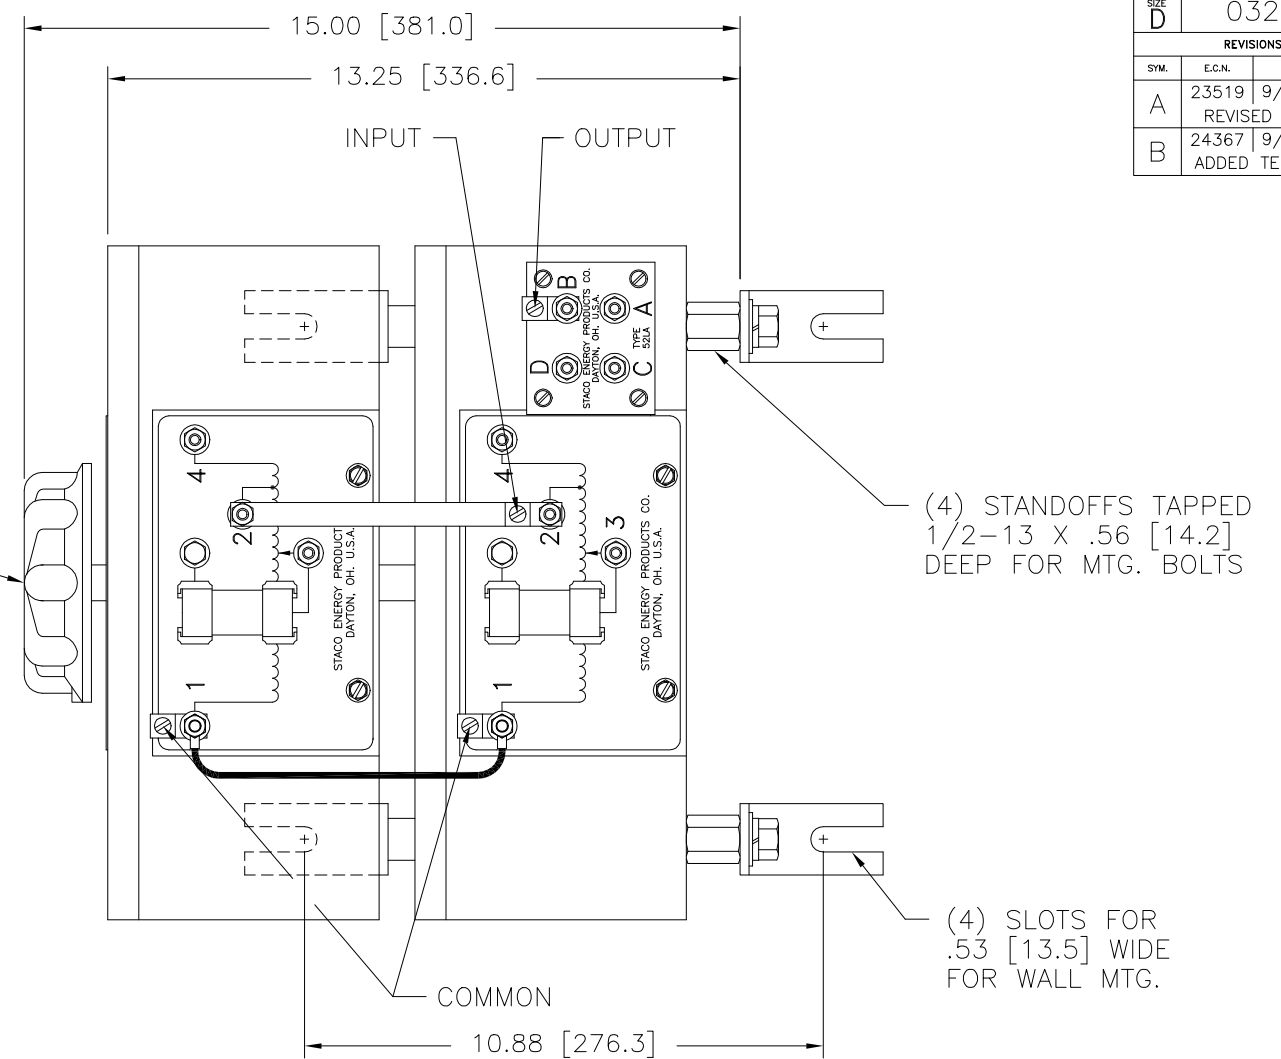 15.00 [381.0]
13.25 [336.6]
INPUT
OUTPUT
SIZE
D
032
REVISIONS
SYM.
E.C.N.
A
23519
9/
REVISED
B
24367
9/
ADDED TE
B
A
D
C
STACO ENERGY PRODUCTS CO.
DAYTON, OH. U.S.A.
TYPE
52LA
4
2
1
STACO ENERGY PRODUCT
DAYTON, OH. U.S.A.
4
2
3
1
STACO ENERGY PRODUCTS CO.
DAYTON, OH. U.S.A.
(4) STANDOFFS TAPPED
1/2-13 X .56 [14.2]
DEEP FOR MTG. BOLTS
(4) SLOTS FOR
.53 [13.5] WIDE
FOR WALL MTG.
COMMON
10.88 [276.3]